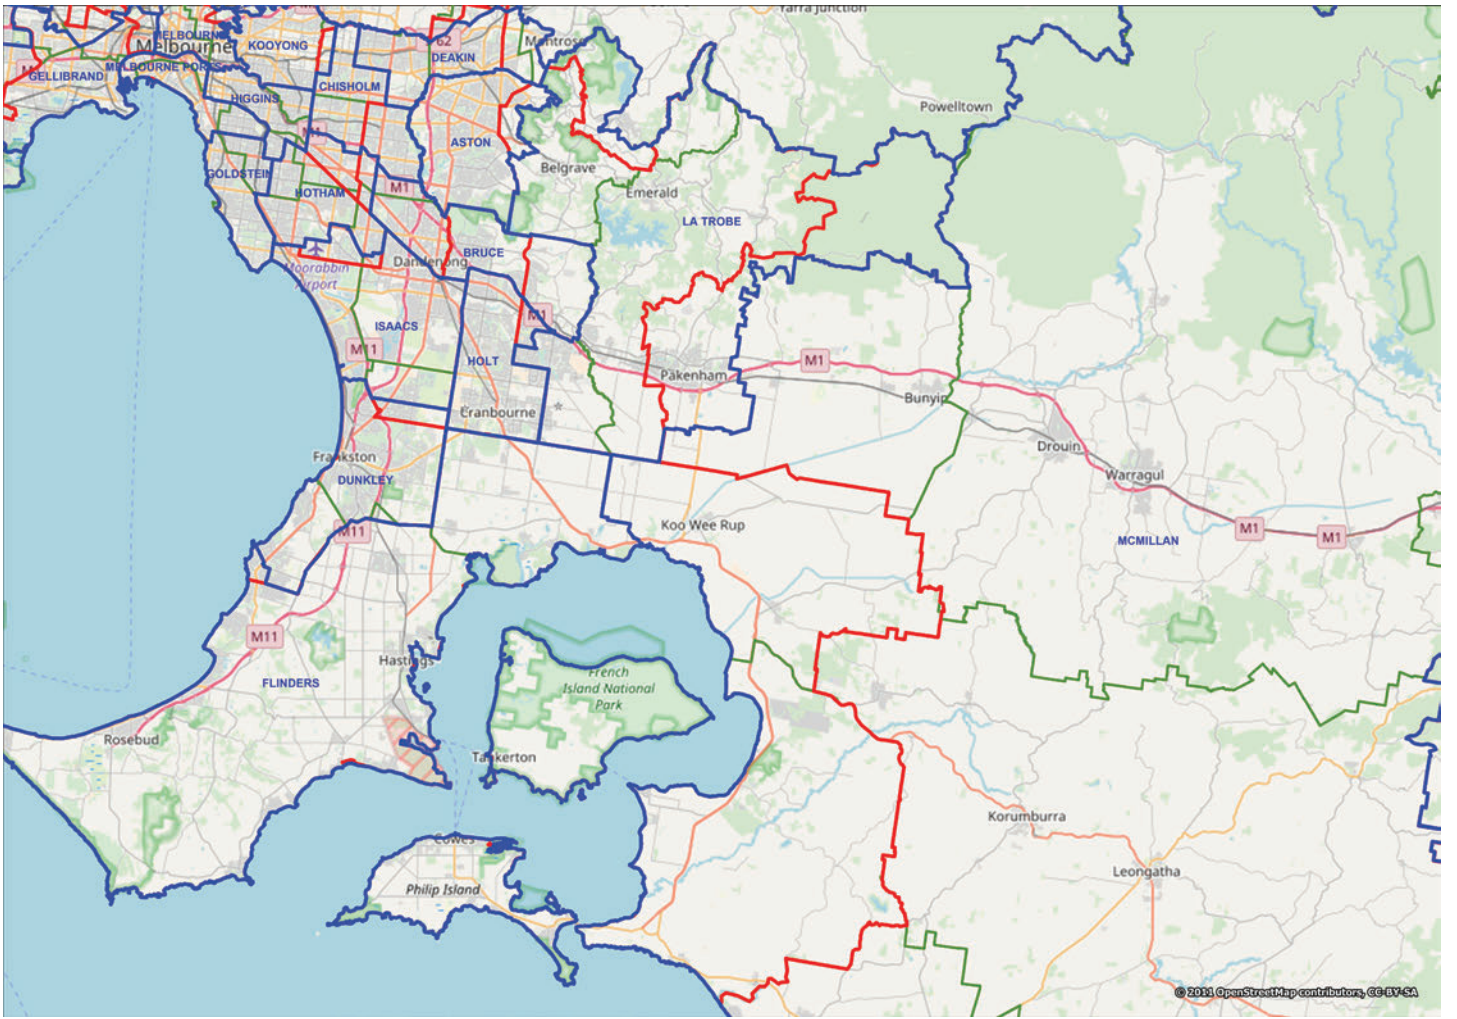 Yarra Junction
MELBOURNE
Melbourne
KOOYONG
62
Montrose
DEAKIN
MELBOURNE PORTS
GELLIBRAND
CHISHOLM
HIGGINS
Powelltown
M1
ASTON
Belgrave
GOLDSTEIN
HOTHAM
M1
Emerald
LA TROBE
BRUCE
Dandenong
Moorabbin
Airport
M1
ISAACS
M11
HOLT
M1
Pakenham
Bunyip
Cranbourne
Drouin
Frankston
Warragul
DUNKLEY
Koo Wee Rup
M11
M1
M1
MCMILLAN
M11
Hastings
French
Island National
Park
FLINDERS
Rosebud
Tankerton
Korumburra
Cowes
Leongatha
Philip Island
© 2011 OpenStreetMap contributors, CC-BY-SA